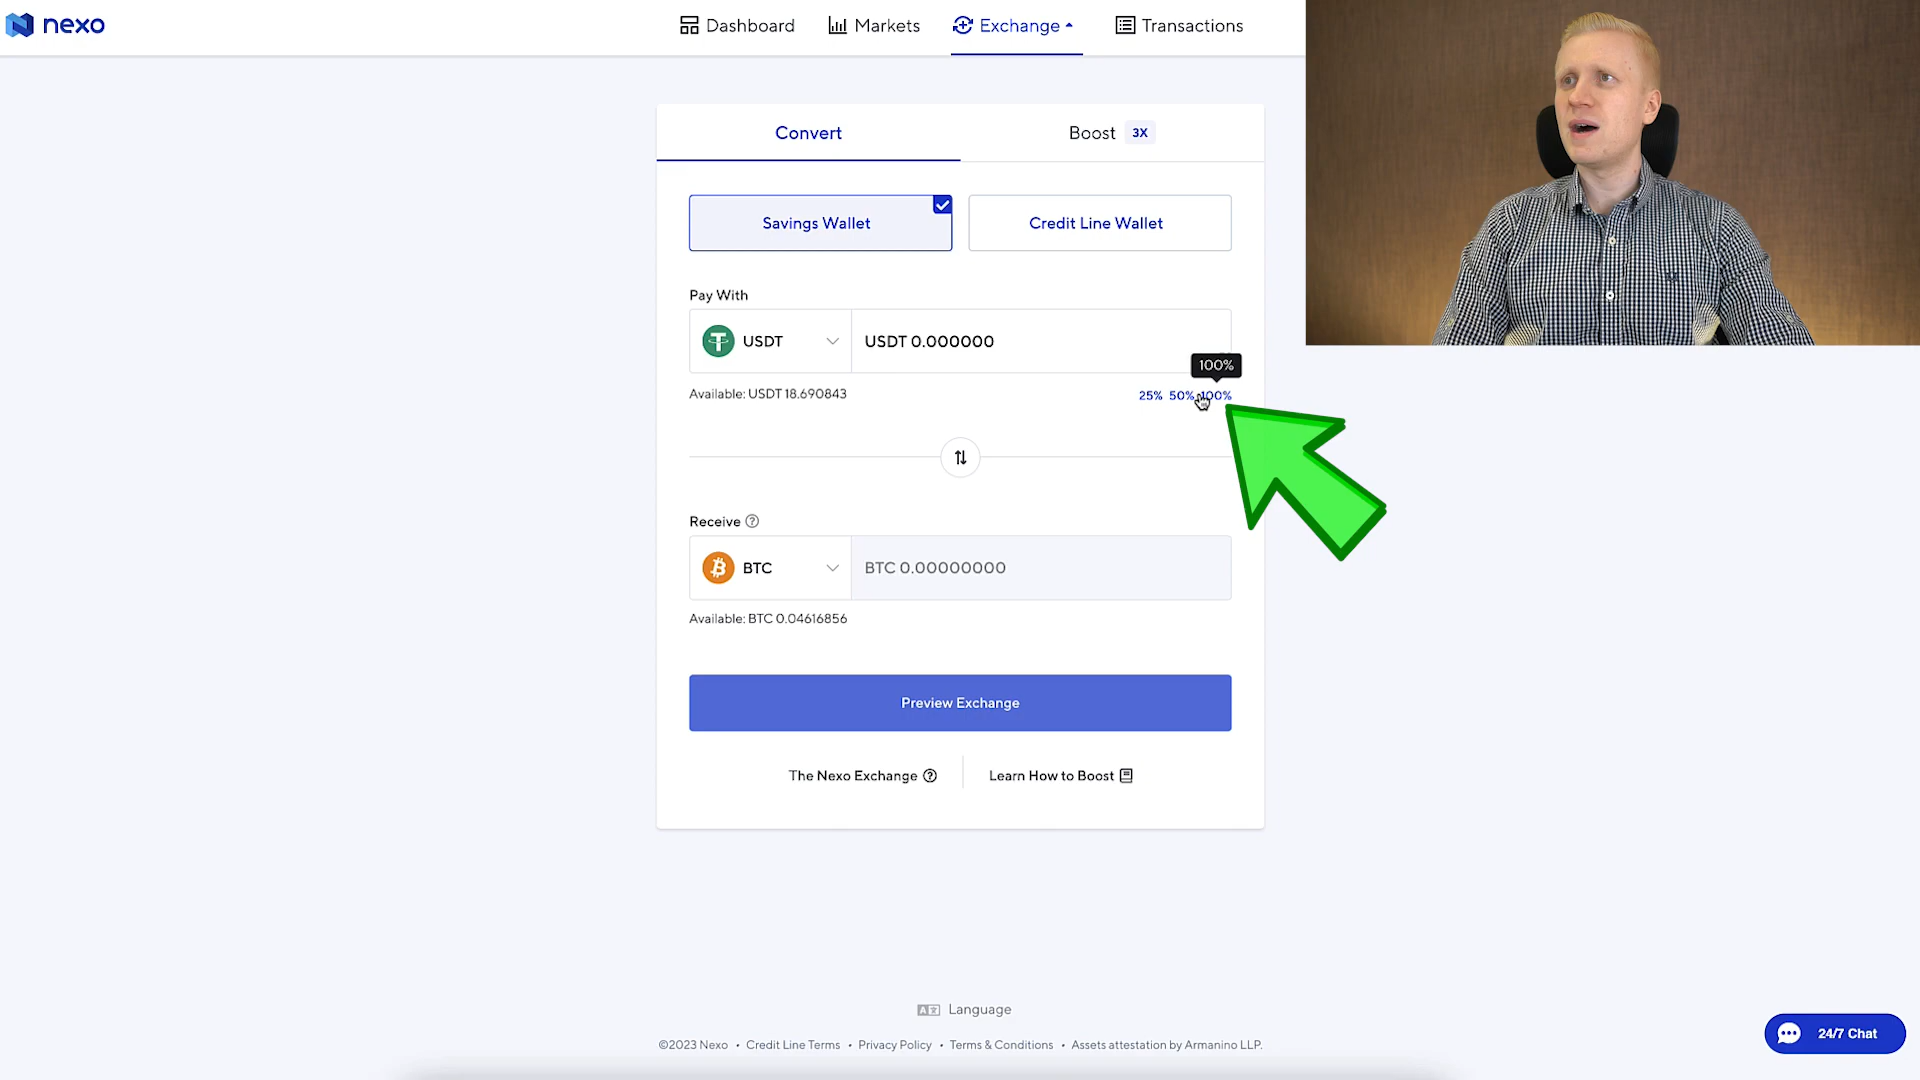 nexo
Dashboard
Markets
Exchange
Transactions
Convert
Boost 3X
Savings Wallet
Credit Line Wallet
Pay With
USDT
USDT 0.000000
100%
Available: USDT 18.690843
25% 50% 100%
Receive
BTC
BTC 0.00000000
Available: BTC 0.04616856
Preview Exchange
The Nexo Exchange
Learn How to Boost
Language
©2023 Nexo • Credit Line Terms • Privacy Policy • Terms & Conditions • Assets attestation by Armanino LLP.
24/7 Chat